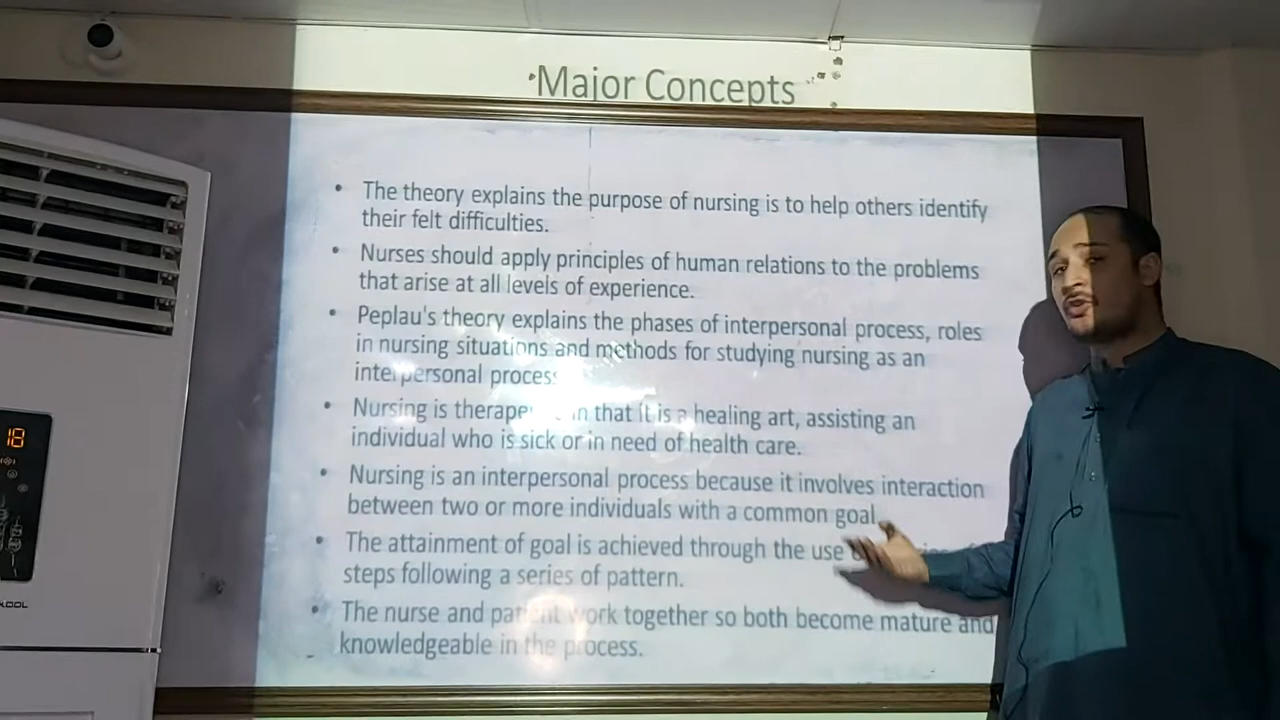 •Major Concepts
• The theory explains the purpose of nursing is to help others identify
their felt difficulties.
• Nurses should apply principles of human relations to the problems
that arise at all levels of experience.
• Peplau's theory explains the phases of interpersonal process, roles
in nursing situations and methods for studying nursing as an
interpersonal process
• Nursing is in that it is a healing art, assisting an
individual who is sick or in need of health care.
• Nursing is an interpersonal process because it involves interaction
between two or more individuals with a common goal
• The attainment of goal is achieved through the use
steps following a series of pattern.
• The nurse and patient work together so both become mature and
knowledgeable in the process.
18